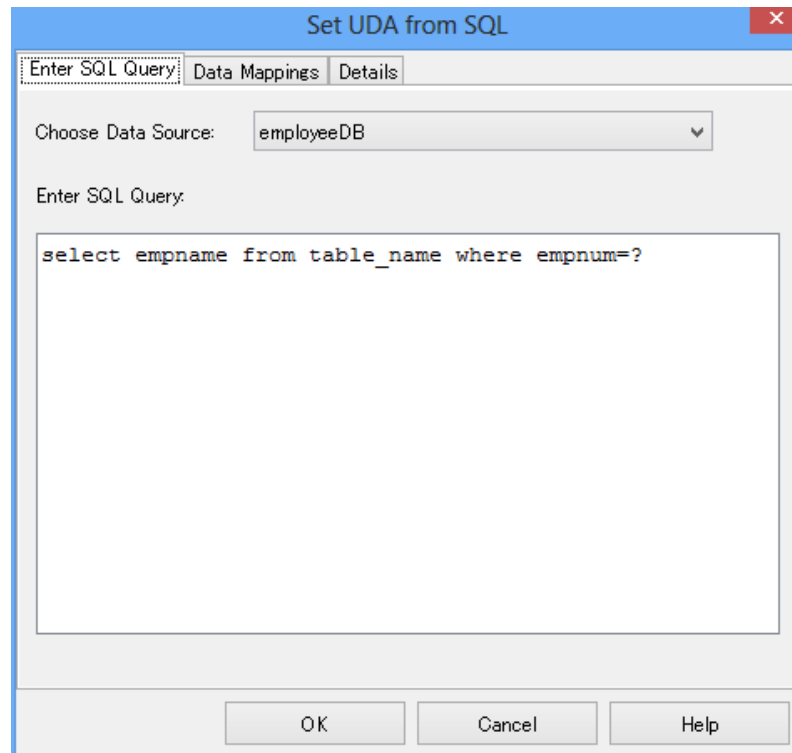 Set UDA from SQL
Enter SQL Query Data Mappings Details
Choose Data Source: employeeDB
Enter SQL Query:
select empname from table_name where empnum=?
OK Cancel Help